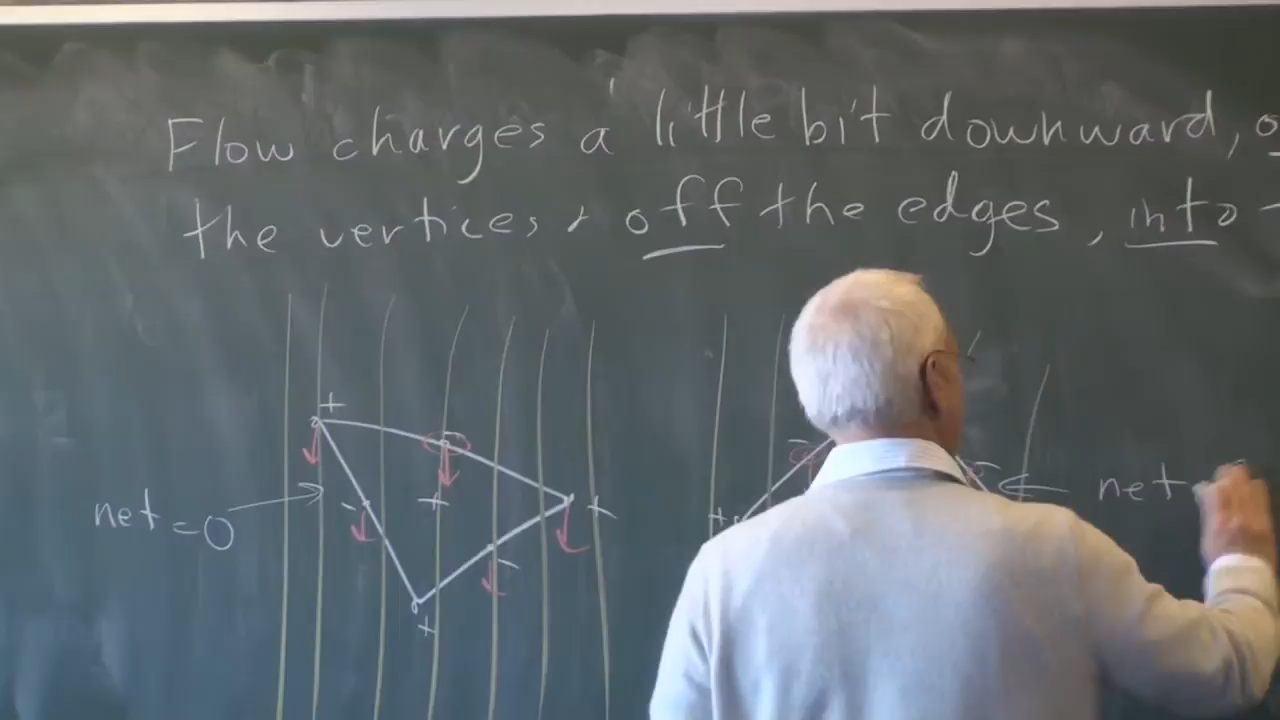 Flow charges a little bit downward,
the vertices + off the edges, into
+
-
+
-
+
net = 0
-
-
+
+
-
-
net